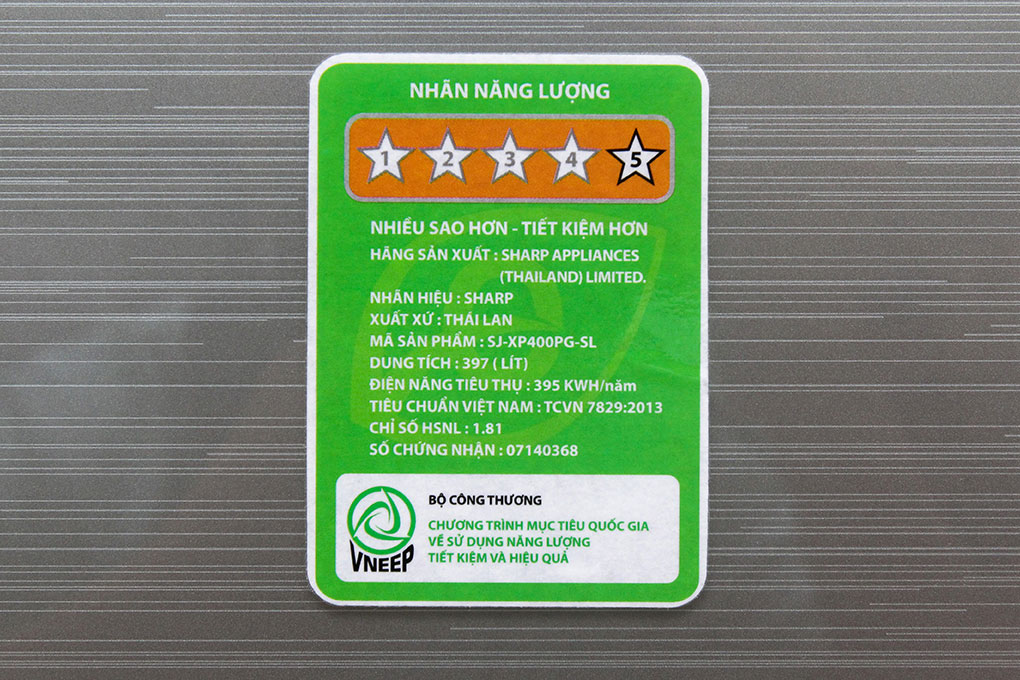 NHÃN NĂNG LƯỢNG
1 2 3 4 5
NHIỀU SAO HƠN - TIẾT KIỆM HƠN
HÃNG SẢN XUẤT : SHARP APPLIANCES
(THAILAND) LIMITED.
NHÃN HIỆU : SHARP
XUẤT XỨ : THÁI LAN
MÃ SẢN PHẨM : SJ-XP400PG-SL
DUNG TÍCH : 397 ( LÍT)
ĐIỆN NĂNG TIÊU THỤ : 395 KWH/năm
TIÊU CHUẨN VIỆT NAM : TCVN 7829:2013
CHỈ SỐ HSNL : 1.81
SỐ CHỨNG NHẬN : 07140368
BỘ CÔNG THƯƠNG
CHƯƠNG TRÌNH MỤC TIÊU QUỐC GIA
VỀ SỬ DỤNG NĂNG LƯỢNG
TIẾT KIỆM VÀ HIỆU QUẢ
VNEEP